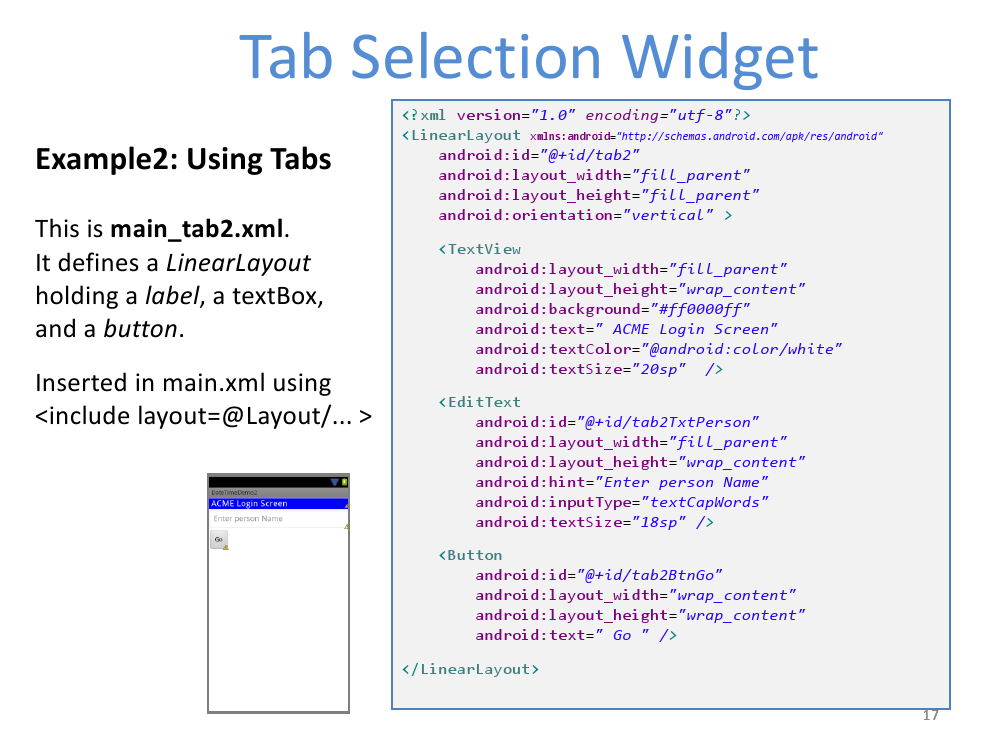 Tab Selection Widget
Example2: Using Tabs
This is main_tab2.xml.
It defines a LinearLayout
holding a label, a textBox,
and a button.
Inserted in main.xml using
<include layout=@Layout/... >
DateTimeDemo2
ACME Login Screen
Enter person Name
Go
<?xml version="1.0" encoding="utf-8"?>
<LinearLayout xmlns:android="http://schemas.android.com/apk/res/android"
android:id="@+id/tab2"
android:layout_width="fill_parent"
android:layout_height="fill_parent"
android:orientation="vertical" >
<TextView
android:layout_width="fill_parent"
android:layout_height="wrap_content"
android:background="#ff0000ff"
android:text=" ACME Login Screen"
android:textColor="@android:color/white"
android:textSize="20sp"  />
<EditText
android:id="@+id/tab2TxtPerson"
android:layout_width="fill_parent"
android:layout_height="wrap_content"
android:hint="Enter person Name"
android:inputType="textCapWords"
android:textSize="18sp" />
<Button
android:id="@+id/tab2BtnGo"
android:layout_width="wrap_content"
android:layout_height="wrap_content"
android:text=" Go " />
</LinearLayout>
17